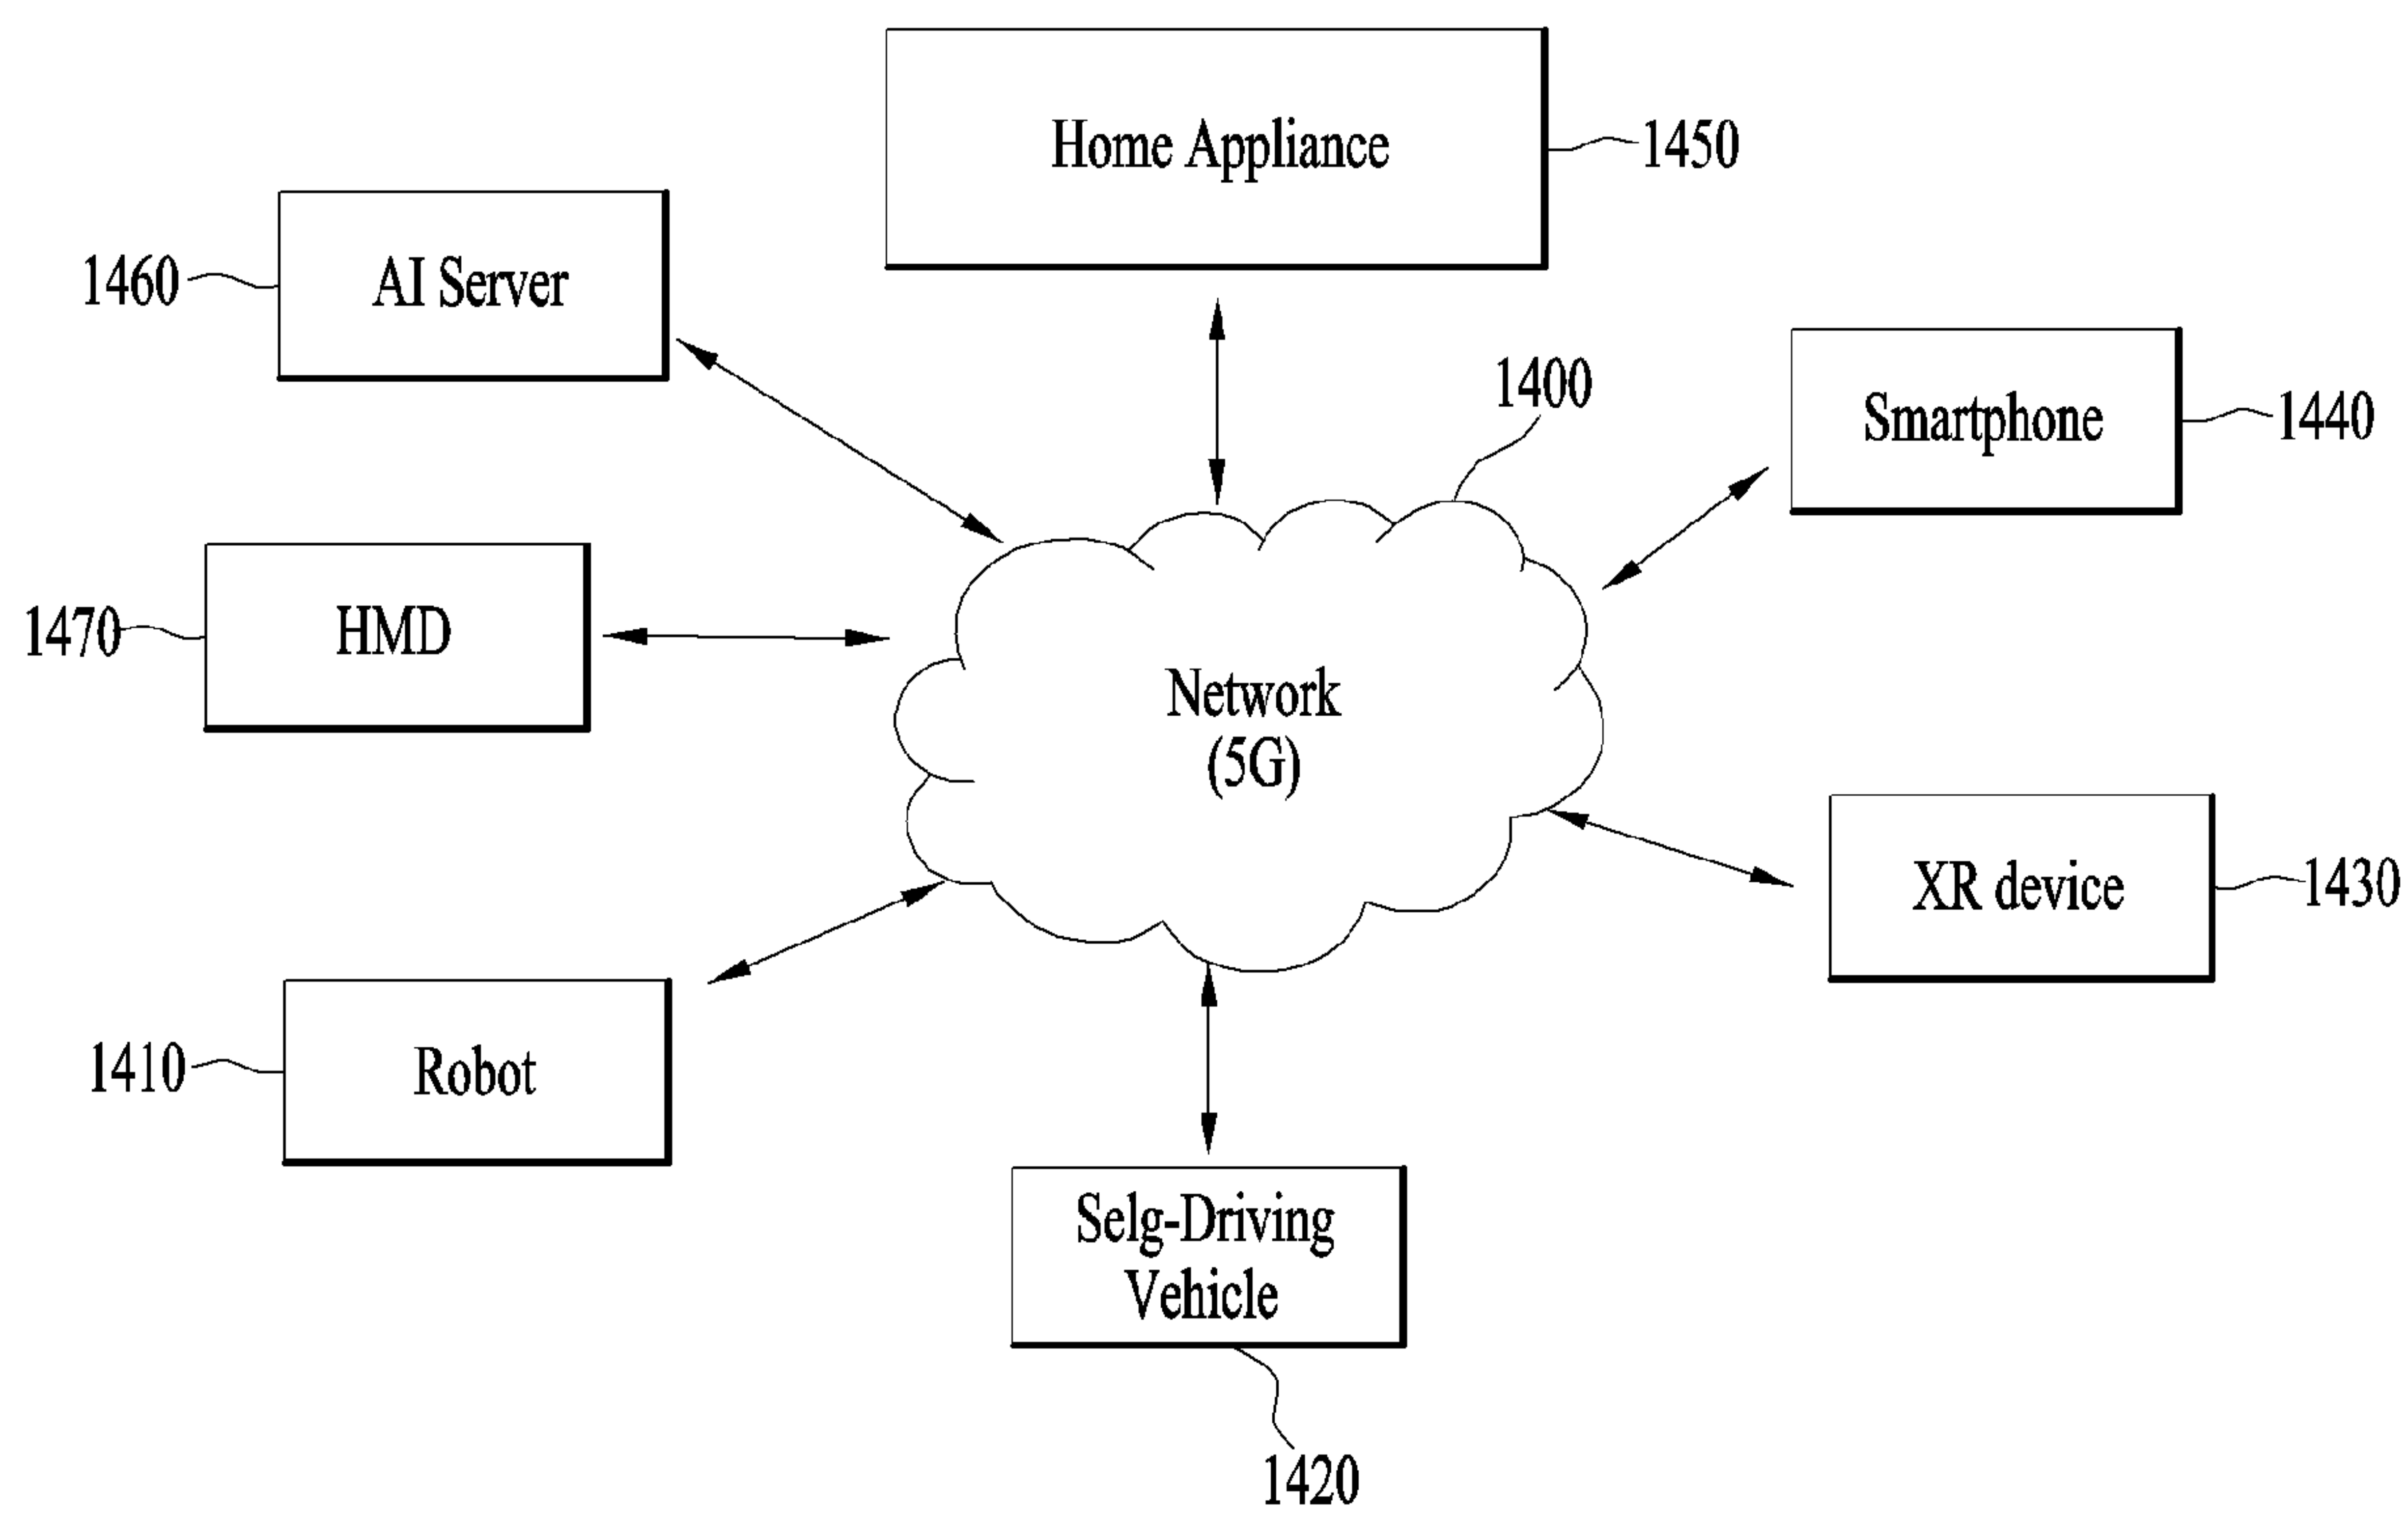 Home Appliance
1450
AI Server
1460
1400
Smartphone
1440
HMD
1470
Network
(5G)
XR device
1430
Robot
1410
Selg-Driving
Vehicle
1420